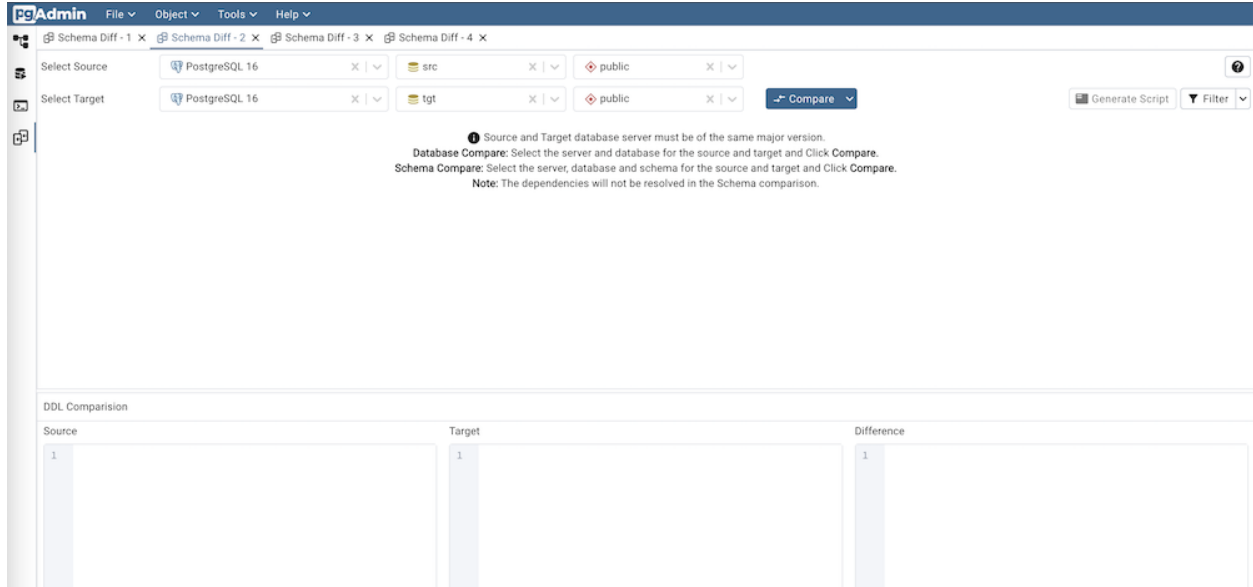 pgAdmin File Object Tools Help
Schema Diff - 1 Schema Diff - 2 Schema Diff - 3 Schema Diff - 4
Select Source PostgreSQL 16 src public
Select Target PostgreSQL 16 tgt public Compare Generate Script Filter
Source and Target database server must be of the same major version.
Database Compare: Select the server and database for the source and target and Click Compare.
Schema Compare: Select the server, database and schema for the source and target and Click Compare.
Note: The dependencies will not be resolved in the Schema comparison.
DDL Comparision
Source Target Difference
1 1 1